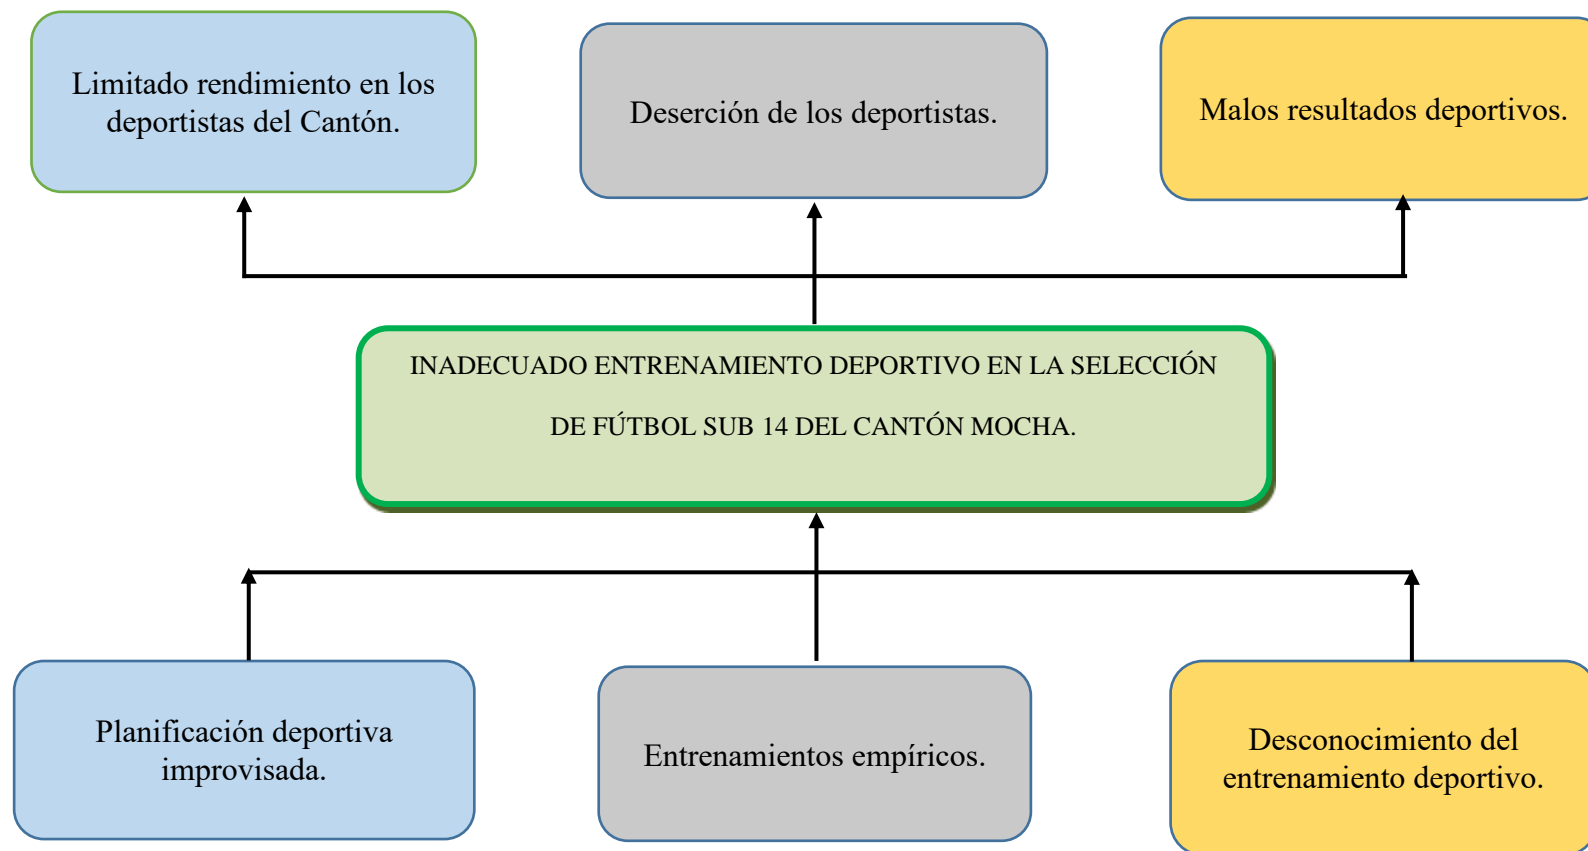 Limitado rendimiento en los
deportistas del Cantón.
Deserción de los deportistas.
Malos resultados deportivos.
INADECUADO ENTRENAMIENTO DEPORTIVO EN LA SELECCIÓN
DE FÚTBOL SUB 14 DEL CANTÓN MOCHA.
Planificación deportiva
improvisada.
Entrenamientos empíricos.
Desconocimiento del
entrenamiento deportivo.